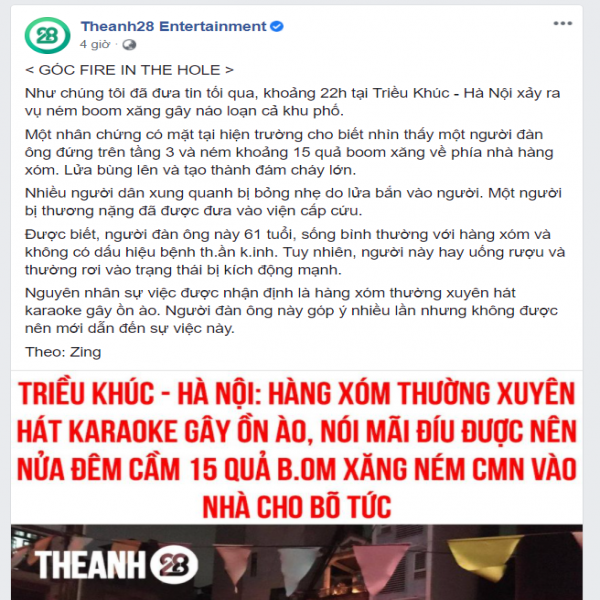 28
Theanh28 Entertainment
4 giờ ·
< GÓC FIRE IN THE HOLE >
Như chúng tôi đã đưa tin tối qua, khoảng 22h tại Triều Khúc - Hà Nội xảy ra
vụ ném boom xăng gây náo loạn cả khu phố.
Một nhân chứng có mặt tại hiện trường cho biết nhìn thấy một người đàn
ông đứng trên tầng 3 và ném khoảng 15 quả boom xăng về phía nhà hàng
xóm. Lửa bùng lên và tạo thành đám cháy lớn.
Nhiều người dân xung quanh bị bỏng nhẹ do lửa bắn vào người. Một người
bị thương nặng đã được đưa vào viện cấp cứu.
Được biết, người đàn ông này 61 tuổi, sống bính thường với hàng xóm và
không có dấu hiệu bệnh th.ần k.inh. Tuy nhiên, người này hay uống rượu và
thường rơi vào trạng thái bị kích động mạnh.
Nguyên nhân sự việc được nhận định là hàng xóm thường xuyên hát
karaoke gây ồn ào. Người đàn ông này góp ý nhiều lần nhưng không được
nên mới dẫn đến sự việc này.
Theo: Zing
TRIỀU KHÚC - HÀ NỘI: HÀNG XÓM THƯỜNG XUYÊN
HÁT KARAOKE GÂY ỒN ÀO, NÓI MÃI ĐÍU ĐƯỢC NÊN
NỬA ĐÊM CẦM 15 QUẢ B.OM XĂNG NÉM CMN VÀO
NHÀ CHO BÕ TỨC
THEANH 28